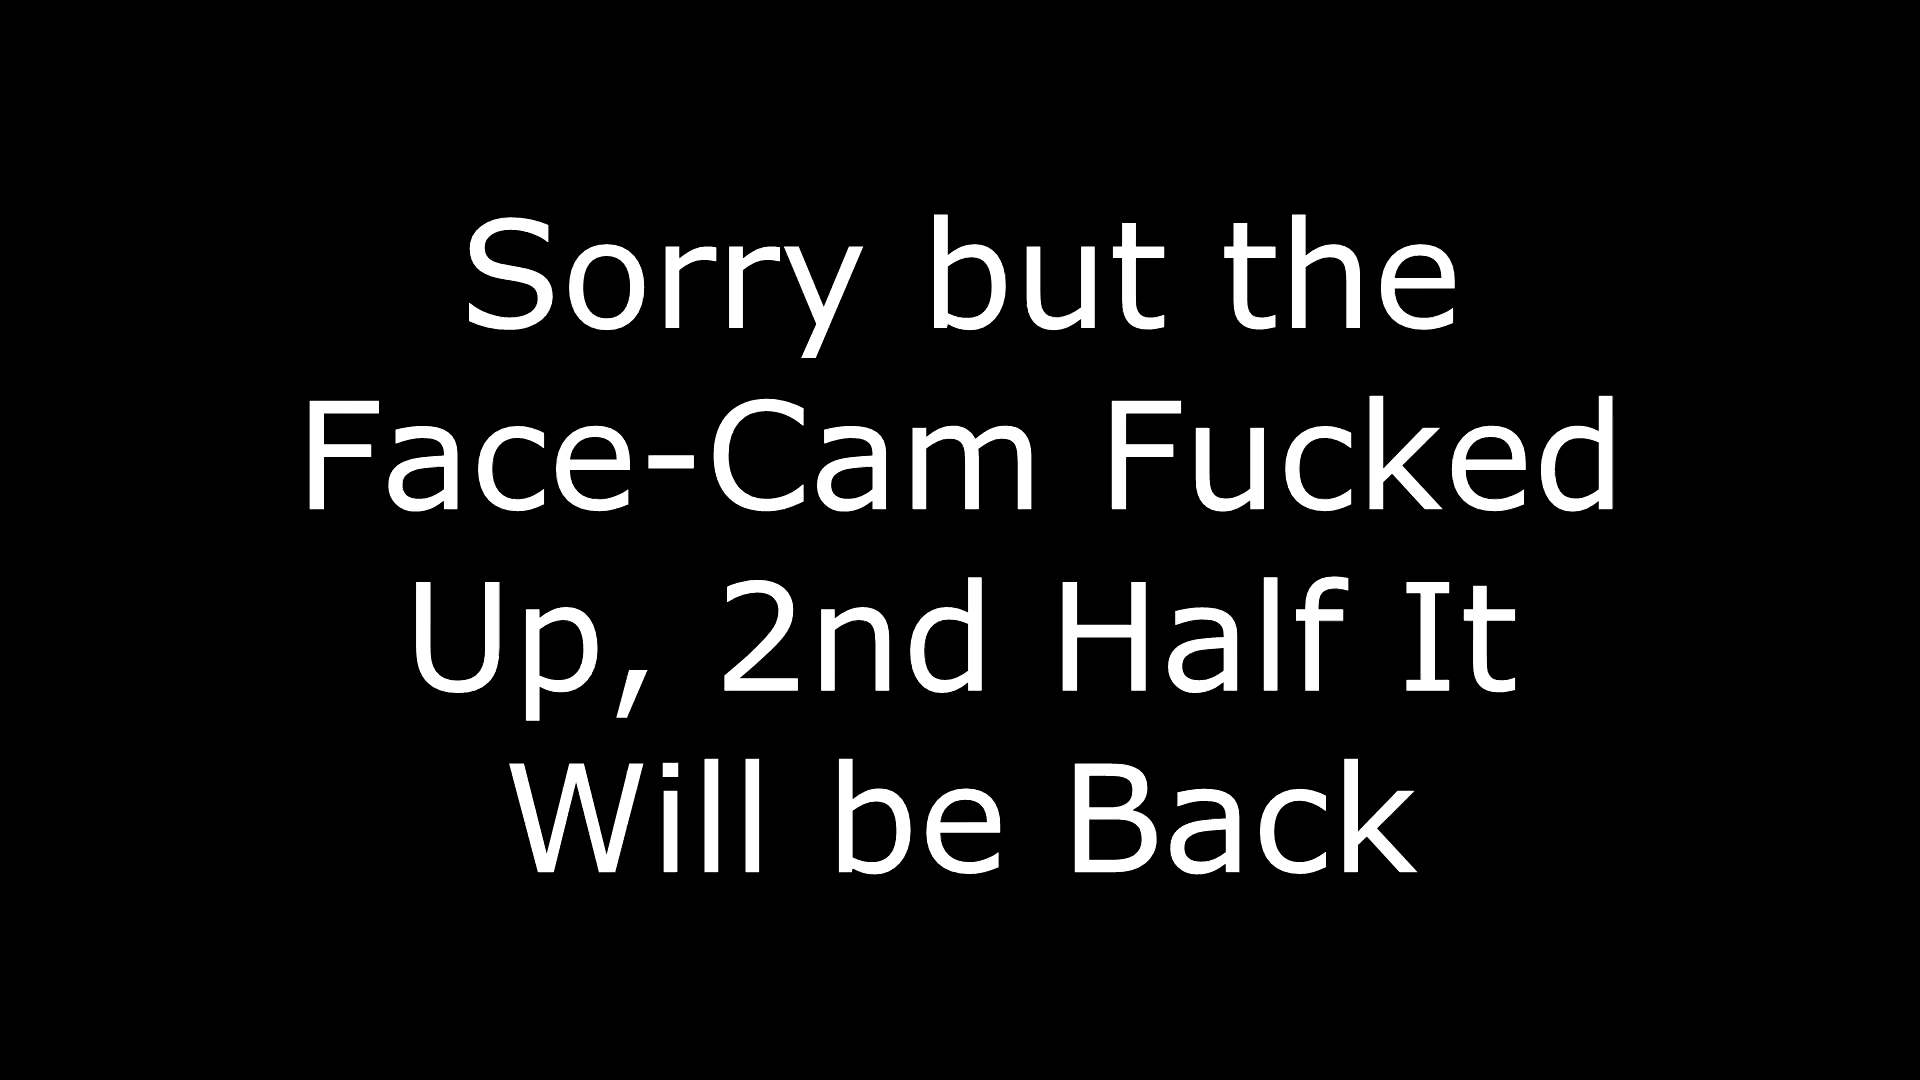 Sorry but the
Face-Cam Fucked
Up, 2nd Half It
Will be Back